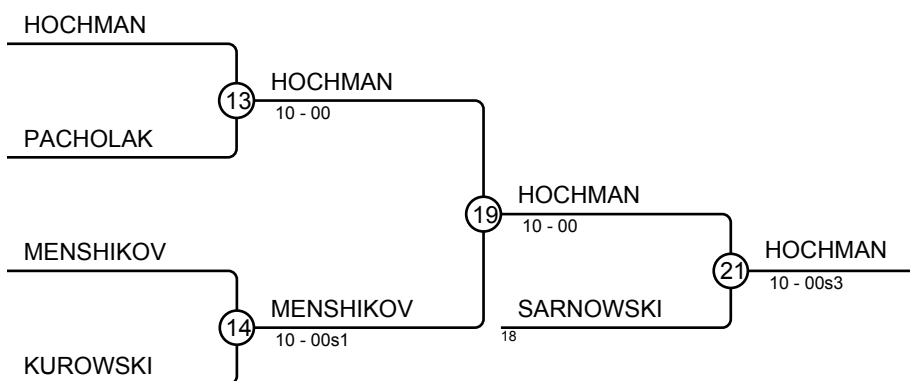 HOCHMAN
13
HOCHMAN
10 - 00
PACHOLAK
19
HOCHMAN
10 - 00
MENSHIKOV
21
HOCHMAN
10 - 00s3
14
MENSHIKOV
10 - 00s1
SARNOWSKI
18
KUROWSKI